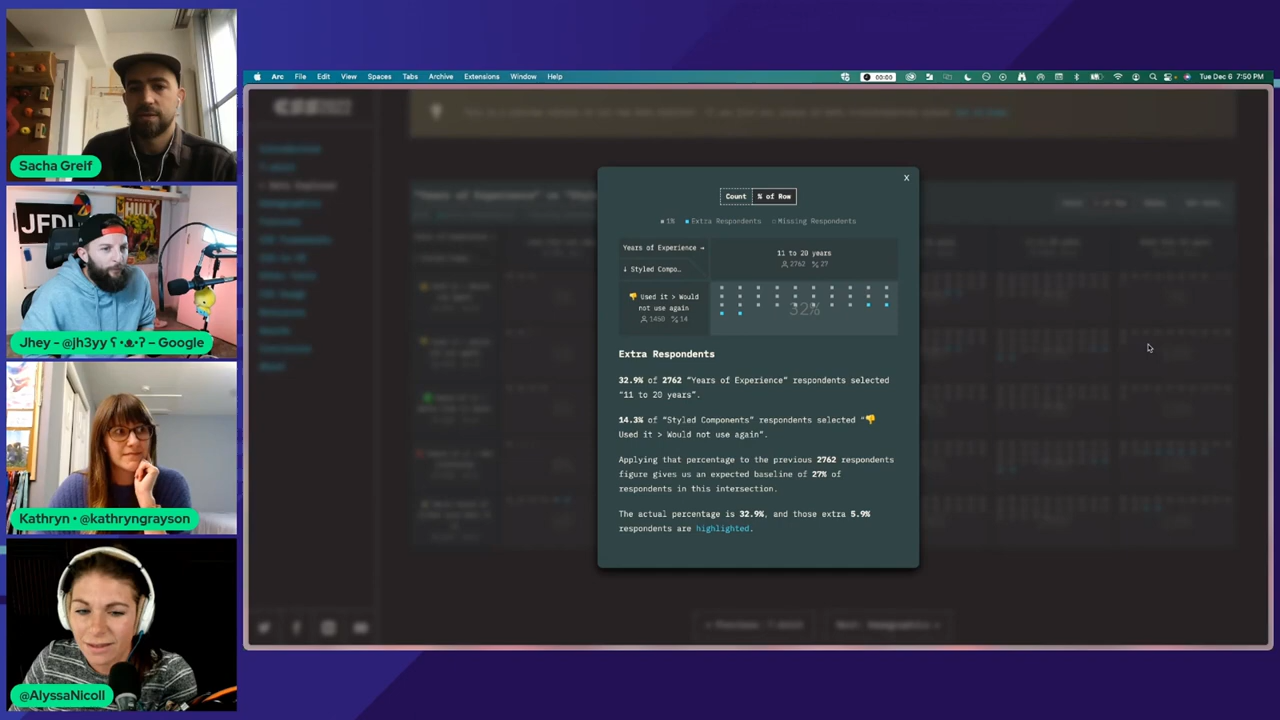 Sacha Greif
JFDI
HULK
Jhey - @jh3yy ʕ •ᴥ•ʔ – Google
Kathryn • @kathryngrayson
@AlyssaNicoll
Arc File Edit View Spaces Tabs Archive Extensions Window Help
00:00
Tue Dec 6 7:50 PM
X
Count % of Row
1% Extra Respondents Missing Respondents
Years of Experience →
↓ Styled Compo…
11 to 20 years
2762 27
👎 Used it > Would
not use again
1450 14
32%
Extra Respondents
32.9% of 2762 “Years of Experience” respondents selected
“11 to 20 years”.
14.3% of “Styled Components” respondents selected “👎
Used it > Would not use again”.
Applying that percentage to the previous 2762 respondents
figure gives us an expected baseline of 27% of
respondents in this intersection.
The actual percentage is 32.9%, and those extra 5.9%
respondents are highlighted.